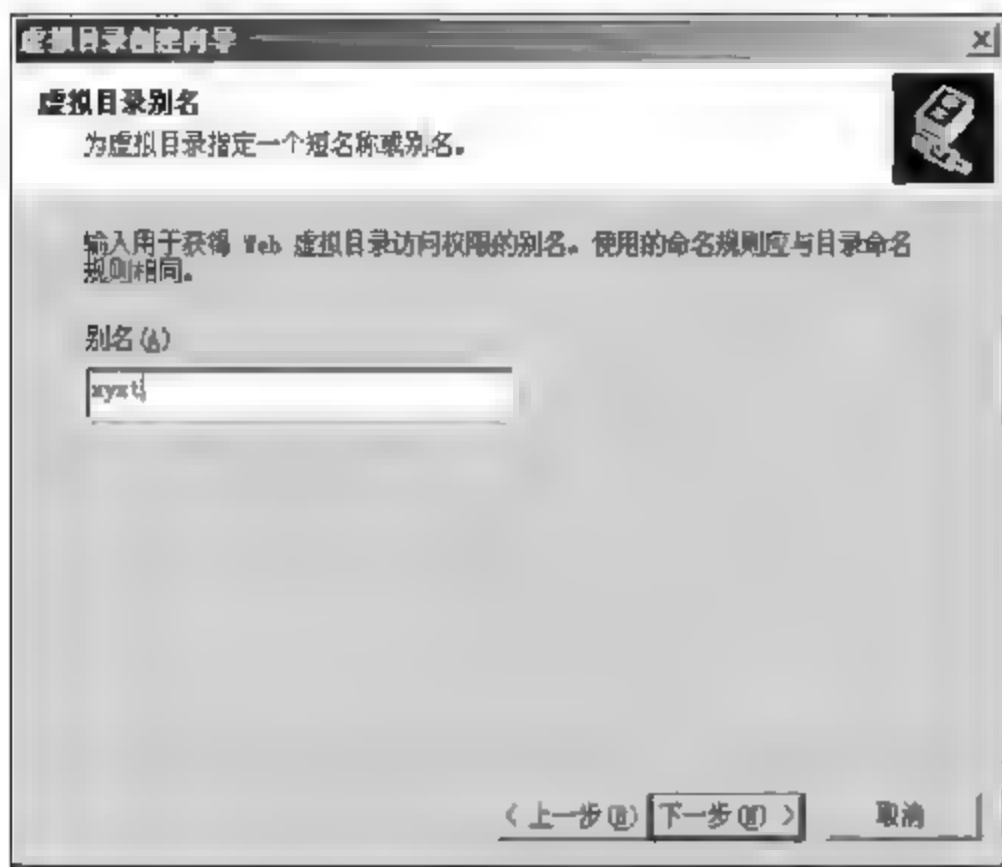 虚拟目录创建向导
虚拟目录别名
为虚拟目录指定一个短名称或别名。
输入用于获得 Web 虚拟目录访问权限的别名。使用的命名规则应与目录命名
规则相同。
别名(A)
xyxt
< 上一步(B) 下一步(N) > 取消